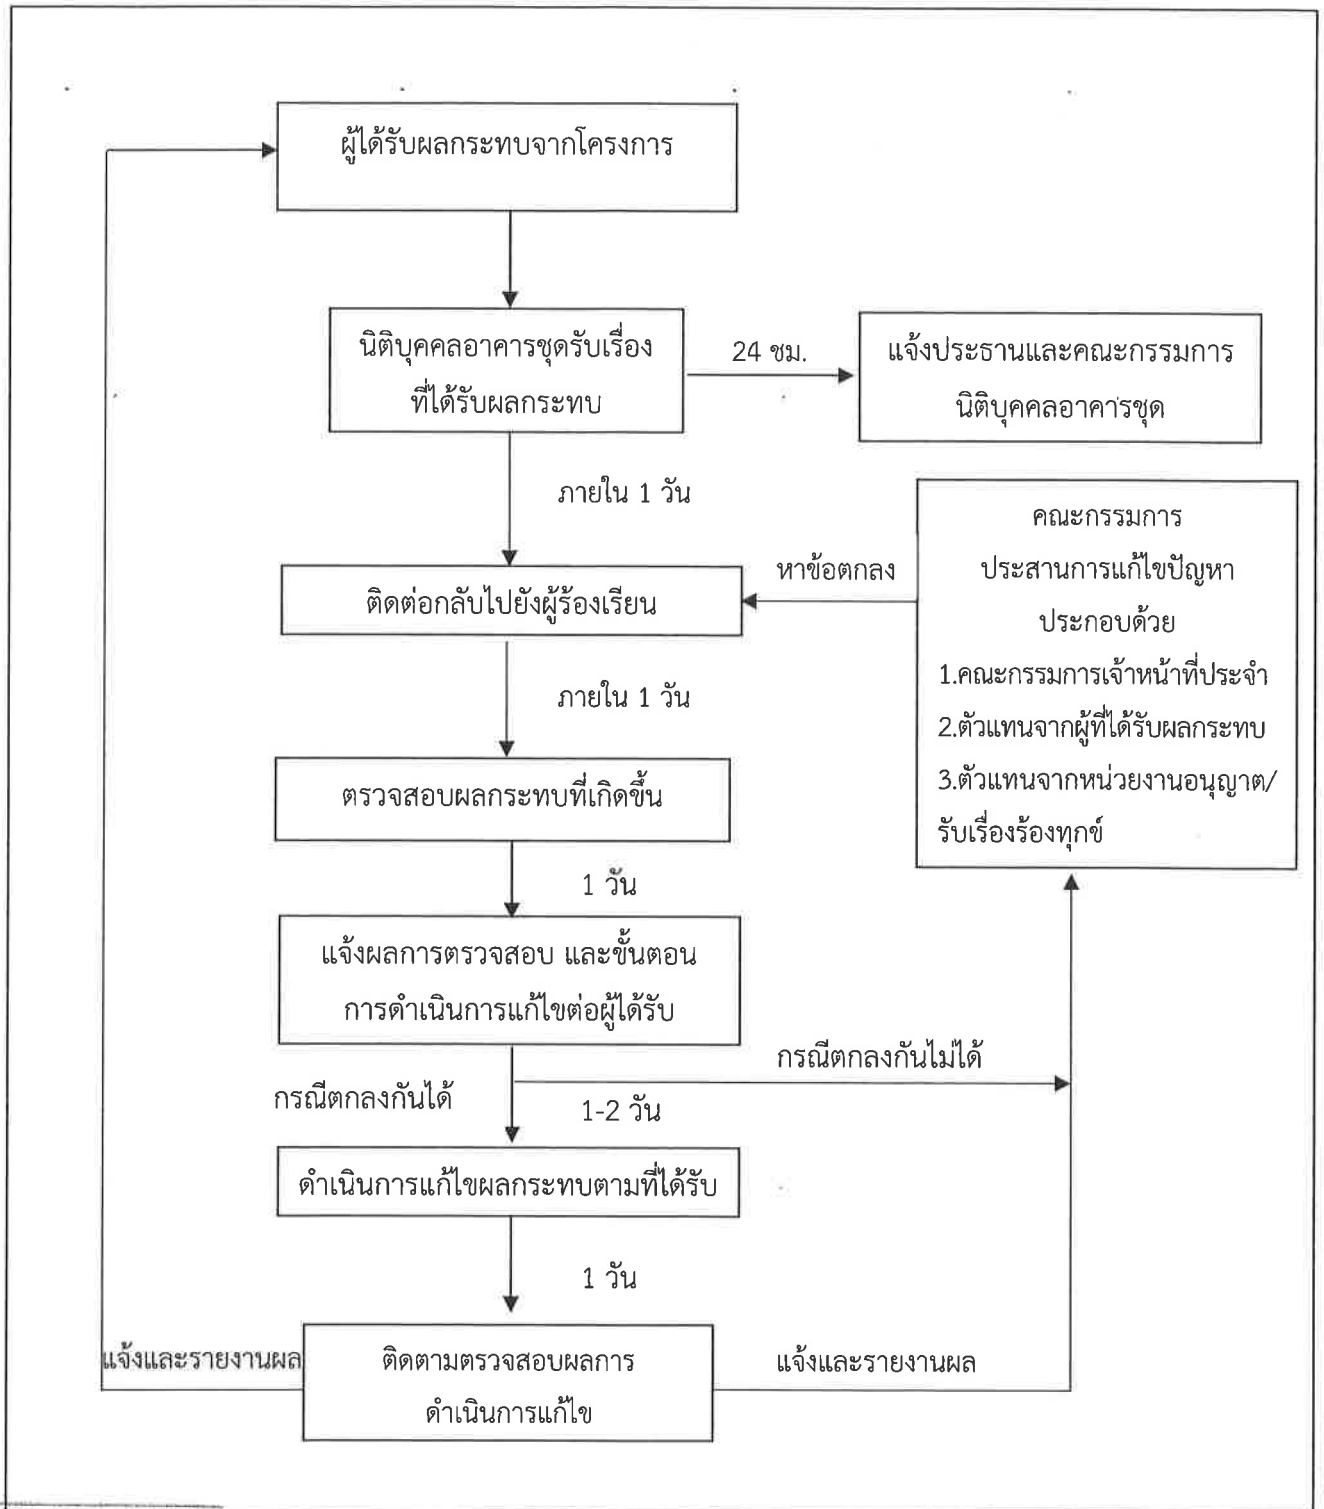 ผู้ได้รับผลกระทบจากโครงการ
นิติบุคคลอาคารชุดรับเรื่อง
ที่ได้รับผลกระทบ
24 ชม.
แจ้งประธานและคณะกรรมการ
นิติบุคคลอาคารชุด
ภายใน 1 วัน
คณะกรรมการ
ประสานการแก้ไขปัญหา
ประกอบด้วย
1.คณะกรรมการเจ้าหน้าที่ประจำ
2.ตัวแทนจากผู้ที่ได้รับผลกระทบ
3.ตัวแทนจากหน่วยงานอนุญาต/
รับเรื่องร้องทุกข์
หาข้อตกลง
ติดต่อกลับไปยังผู้ร้องเรียน
ภายใน 1 วัน
ตรวจสอบผลกระทบที่เกิดขึ้น
1 วัน
แจ้งผลการตรวจสอบ และขั้นตอน
การดำเนินการแก้ไขต่อผู้ได้รับ
กรณีตกลงกันไม่ได้
กรณีตกลงกันได้
1-2 วัน
ดำเนินการแก้ไขผลกระทบตามที่ได้รับ
1 วัน
แจ้งและรายงานผล
ติดตามตรวจสอบผลการ
ดำเนินการแก้ไข
แจ้งและรายงานผล